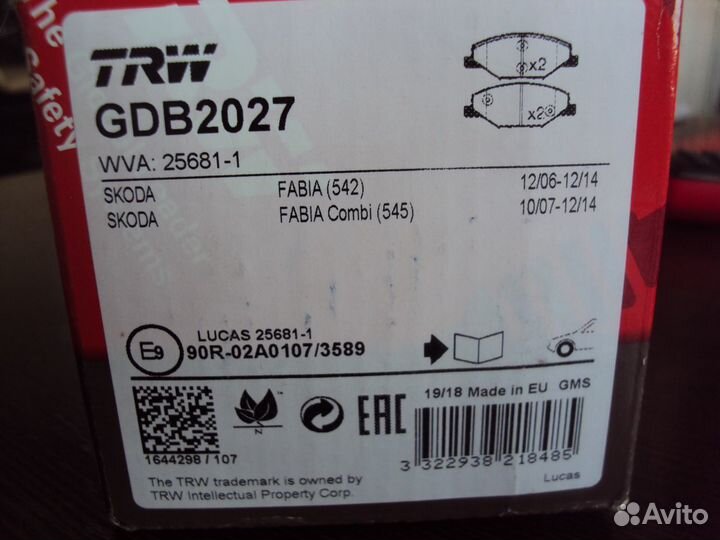 The
Safety
TRW
x2
GDB2027
x2
WVA: 25681-1
SKODA FABIA (542) 12/06-12/14
SKODA FABIA Combi (545) 10/07-12/14
LUCAS 25681-1
E9 90R-02A0107/3589
19/18 Made in EU GMS
N
EAC
1644298 / 107
3 322938 218485
The TRW trademark is owned by
TRW Intellectual Property Corp.
Lucas
Avito